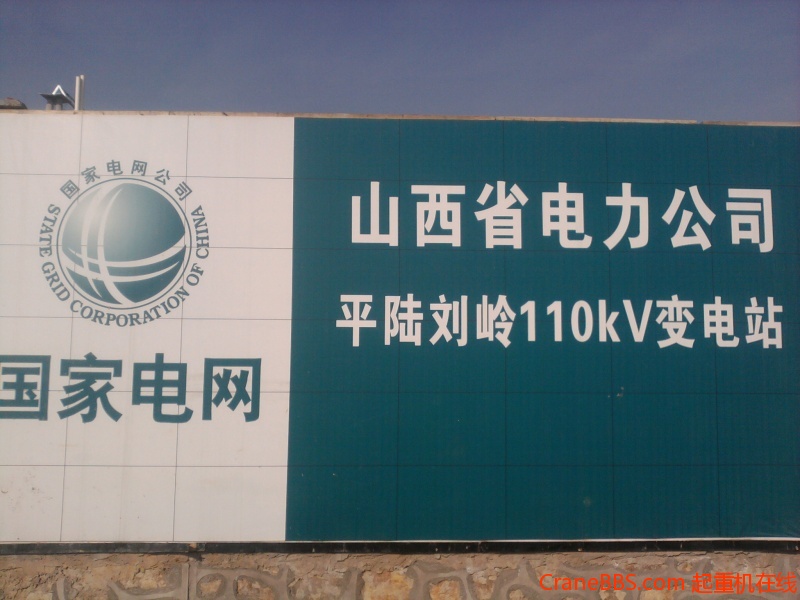 国家电网公司
STATE GRID CORPORATION OF CHINA
国家电网
山西省电力公司
平陆刘岭110kV变电站
CraneBBS.com 起重机在线